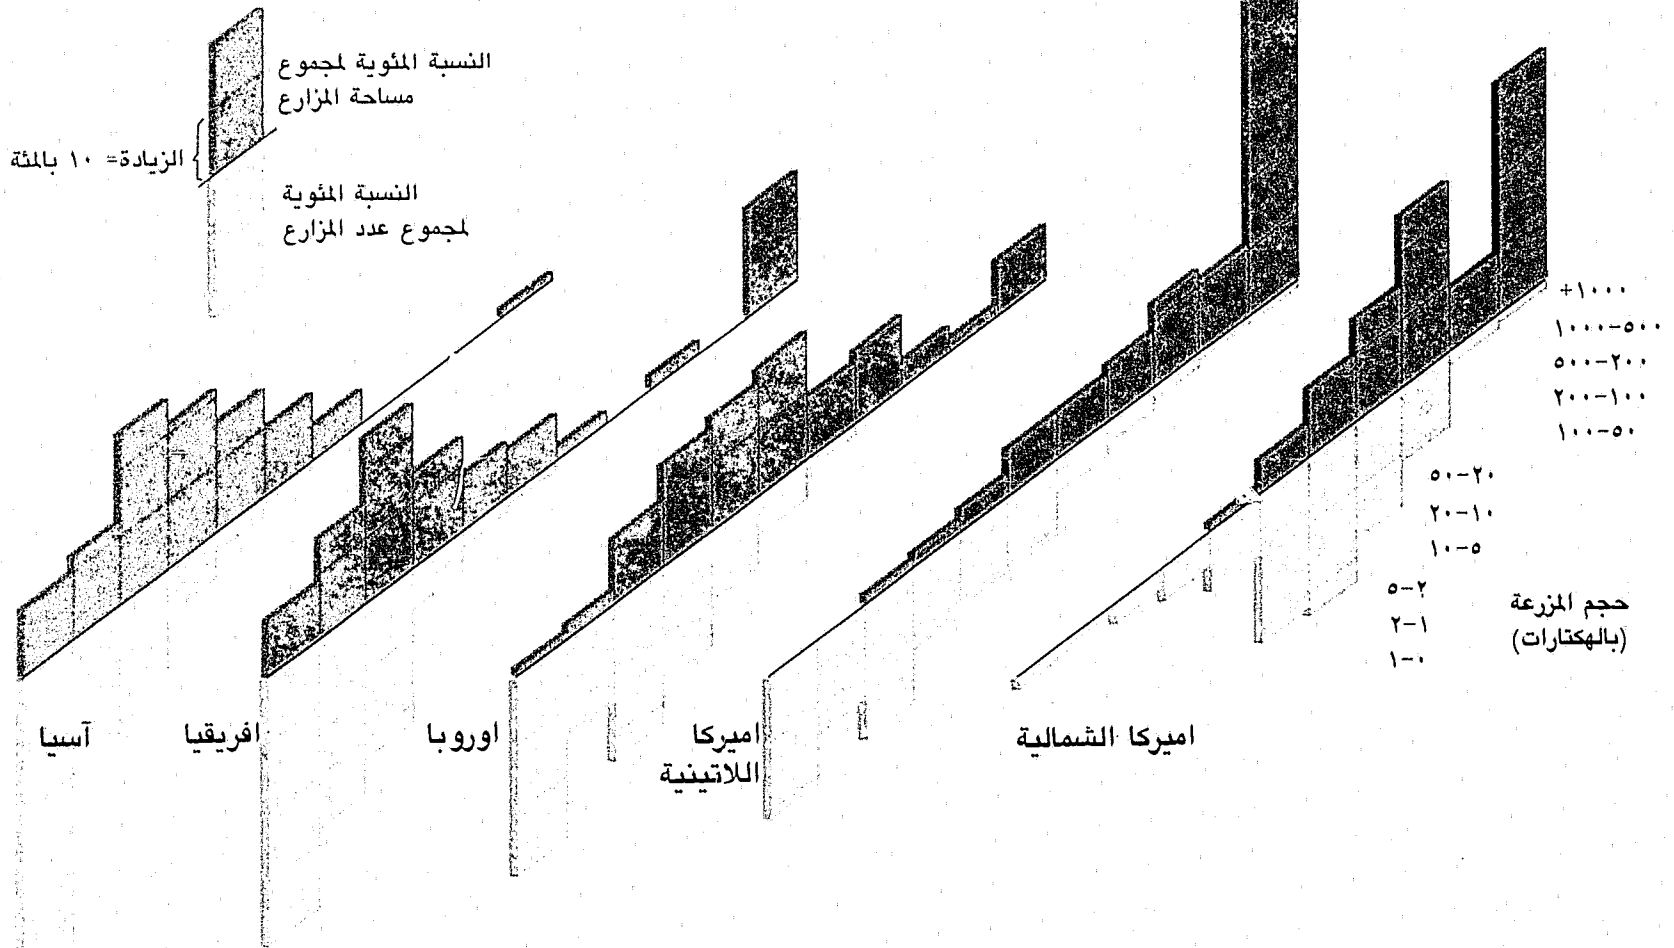 النسبة المئوية لمجموع
مساحة المزارع
الزيادة= ١٠ بالمئة
النسبة المئوية
لمجموع عدد المزارع
+١٠٠٠
١٠٠٠-٥٠٠
٥٠٠-٢٠٠
٢٠٠-١٠٠
١٠٠-٥٠
٥٠-٢٠
٢٠-١٠
١٠-٥
٥-٢
٢-١
١-٠
حجم المزرعة
(بالهكتارات)
آسيا
افريقيا
اوروبا
اميركا
اللاتينية
اميركا الشمالية